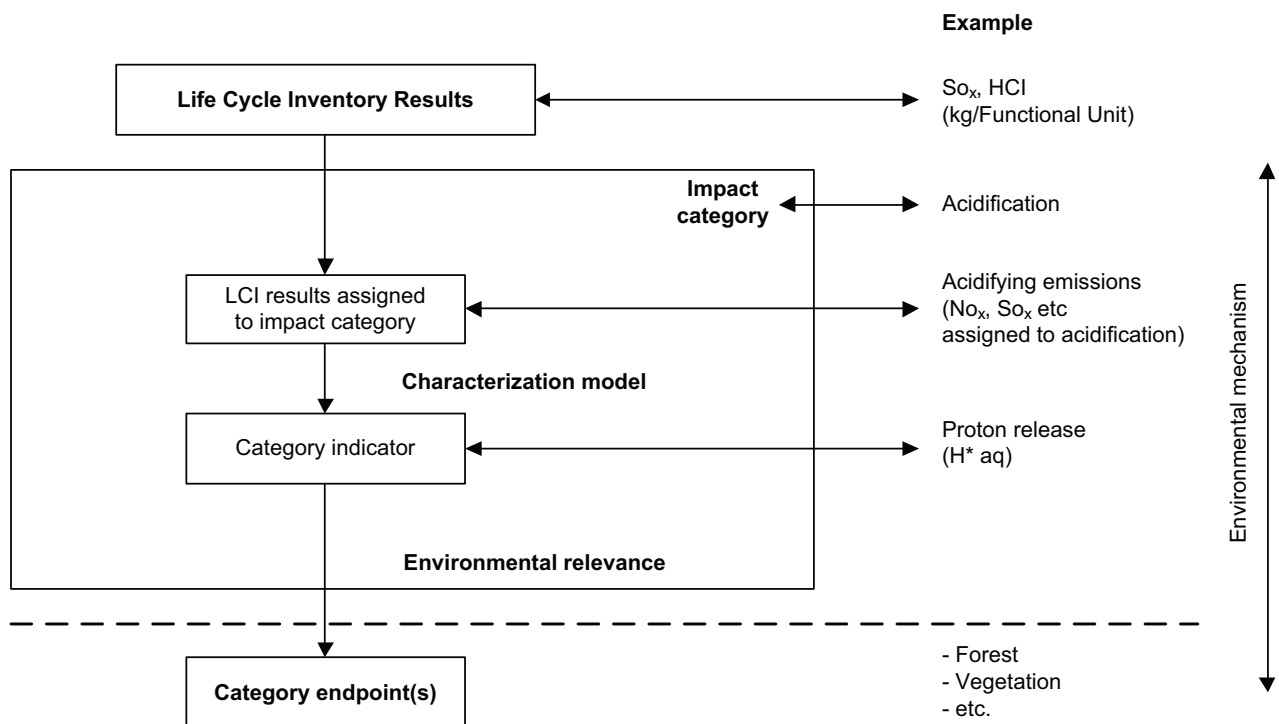 Example
Life Cycle Inventory Results
Soₓ, HCI
(kg/Functional Unit)
Impact
category
Acidification
LCI results assigned
to impact category
Acidifying emissions
(Noₓ, Soₓ etc
assigned to acidification)
Characterization model
Category indicator
Proton release
(H* aq)
Environmental relevance
Environmental mechanism
Category endpoint(s)
- Forest
- Vegetation
- etc.